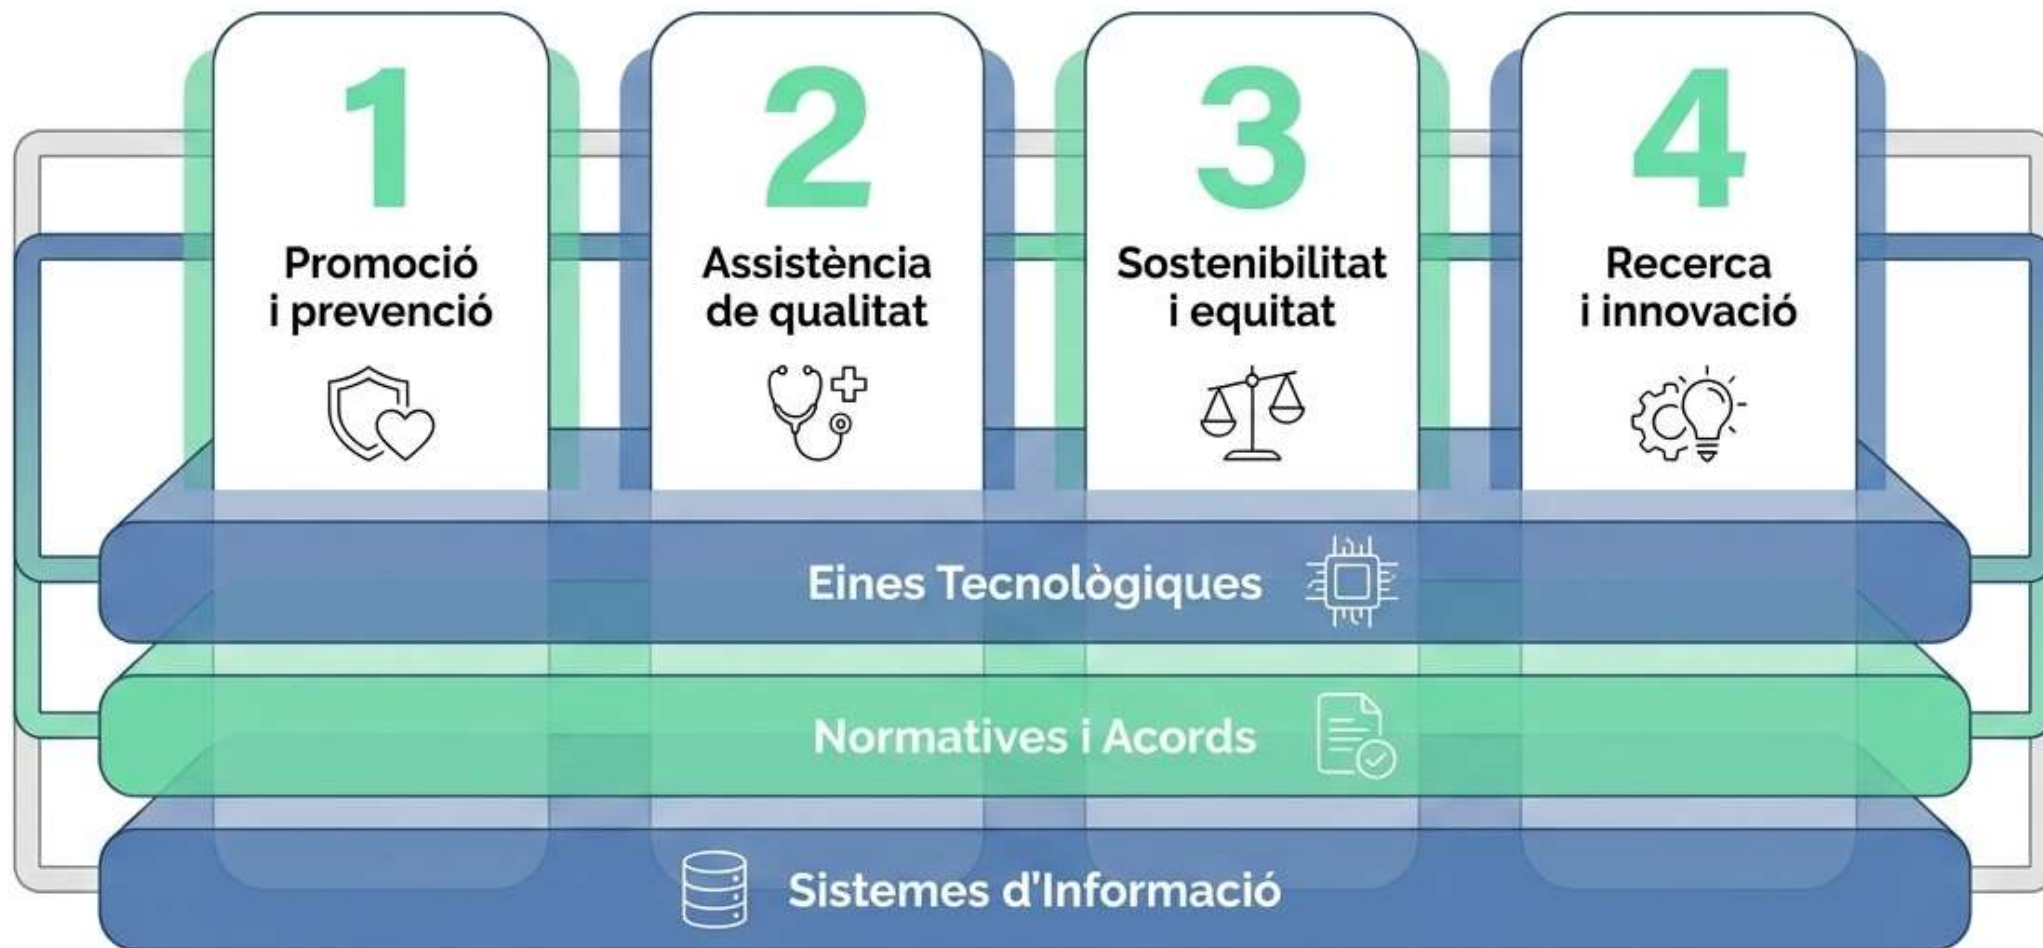 1
Promoció
i prevenció
2
Assistència
de qualitat
3
Sostenibilitat
i equitat
4
Recerca
i innovació
Eines Tecnològiques
Normatives i Acords
Sistemes d'Informació